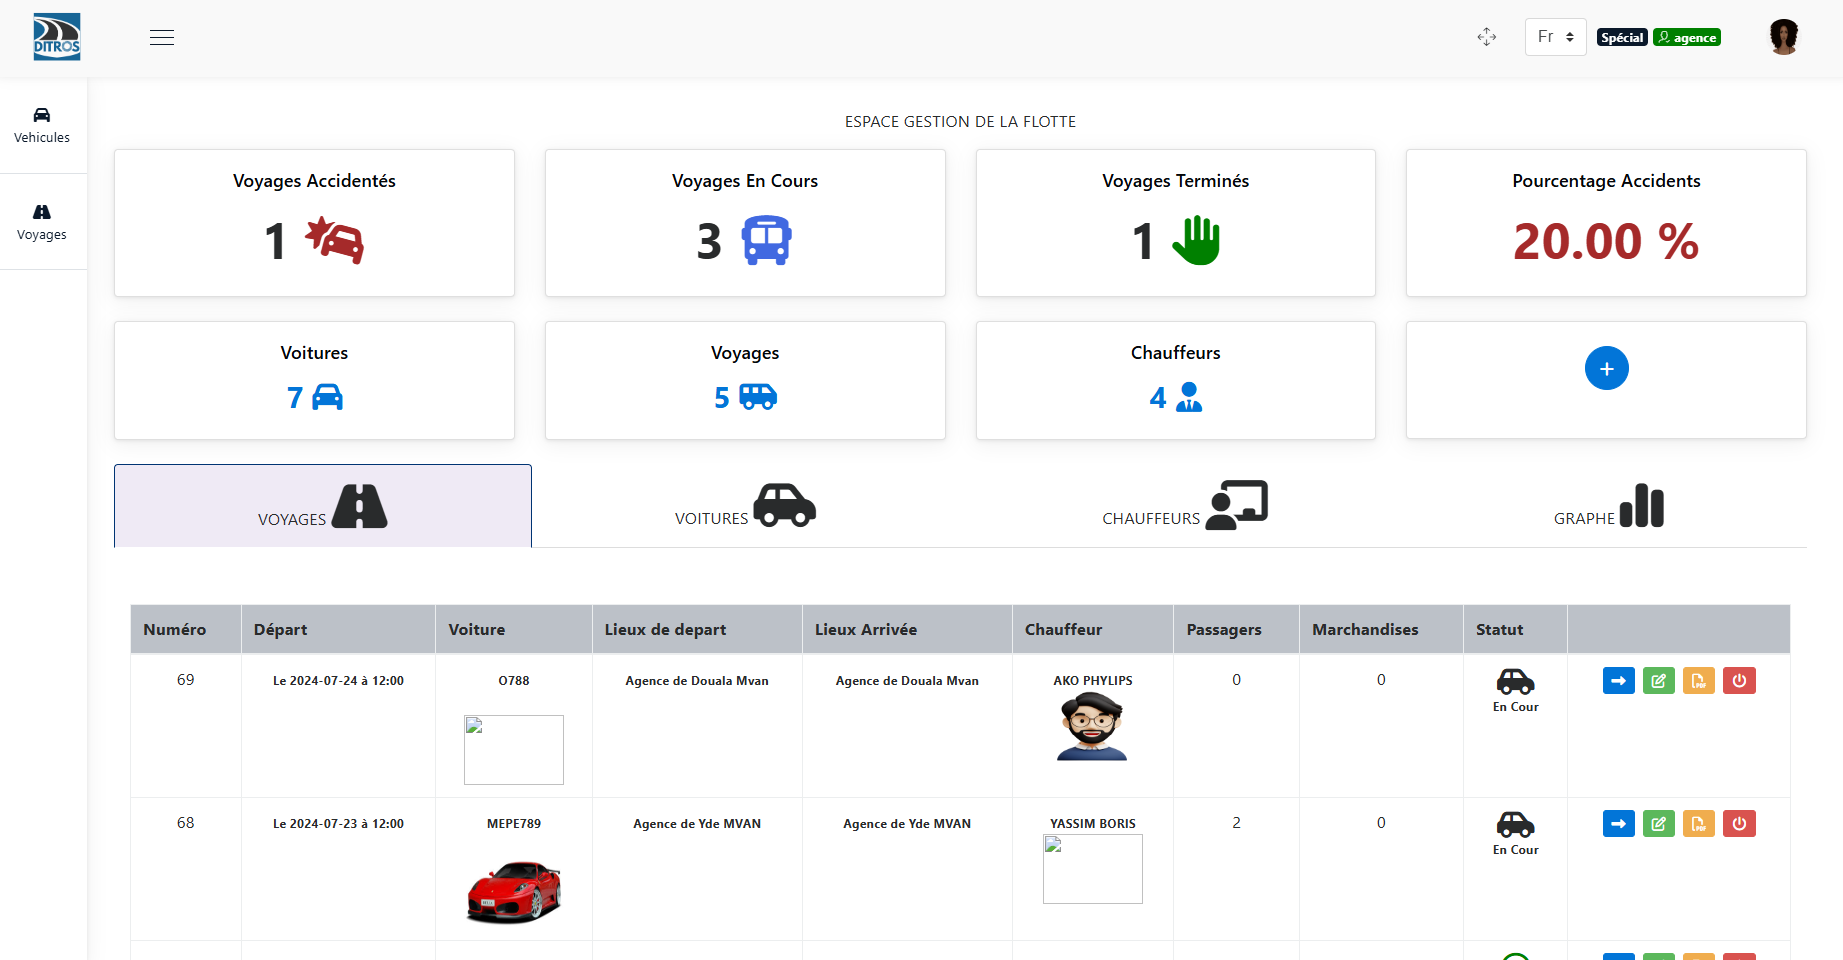 DITROS
Fr
Spécial
agence
Vehicules
Voyages
ESPACE GESTION DE LA FLOTTE
Voyages Accidentés
1
Voyages En Cours
3
Voyages Terminés
1
Pourcentage Accidents
20.00 %
Voitures
7
Voyages
5
Chauffeurs
4
+
VOYAGES
VOITURES
CHAUFFEURS
GRAPHE
Numéro Départ Voiture Lieux de depart Lieux Arrivée Chauffeur Passagers Marchandises Statut
69 Le 2024-07-24 à 12:00 O788 Agence de Douala Mvan Agence de Douala Mvan AKO PHYLIPS 0 0
En Cour
PDF
68 Le 2024-07-23 à 12:00 MEPE789 Agence de Yde MVAN Agence de Yde MVAN YASSIM BORIS 2 0
En Cour
PDF